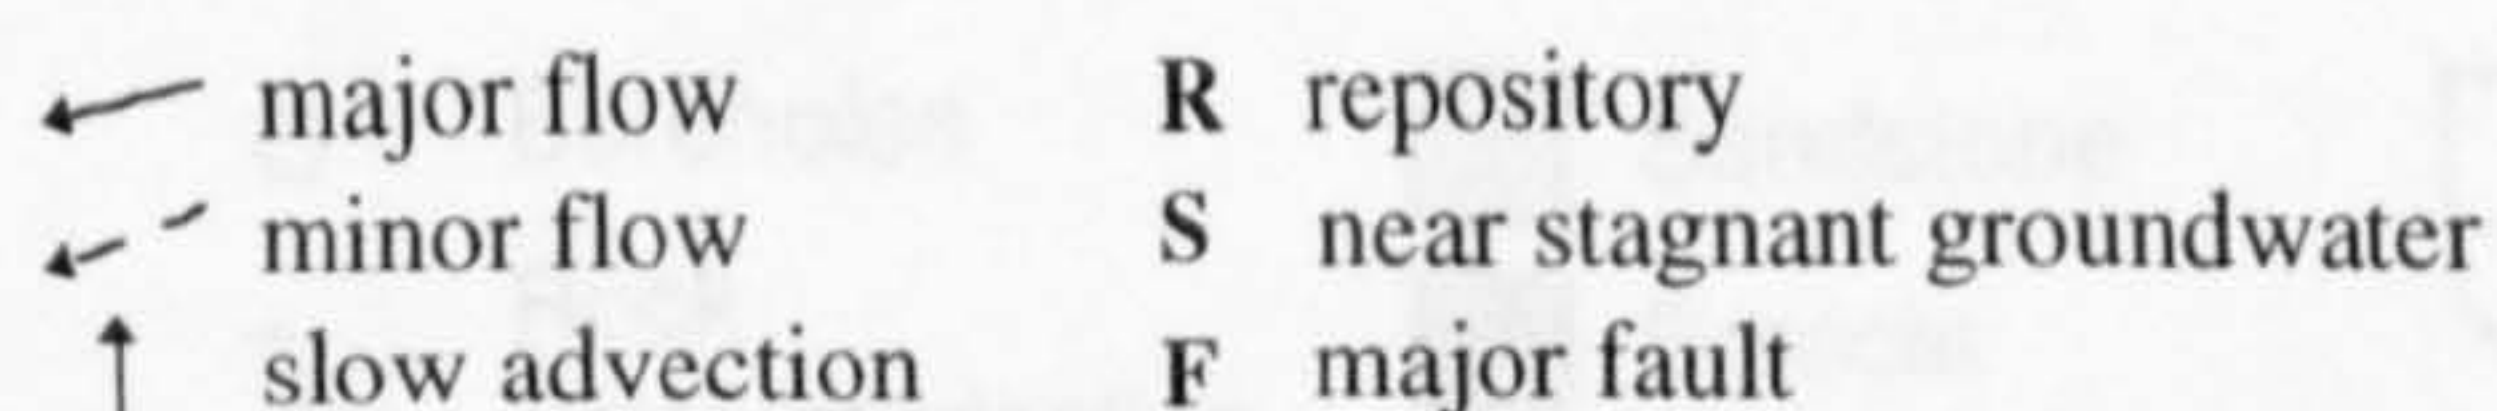 major flow R repository
minor flow S near stagnant groundwater
slow advection F major fault